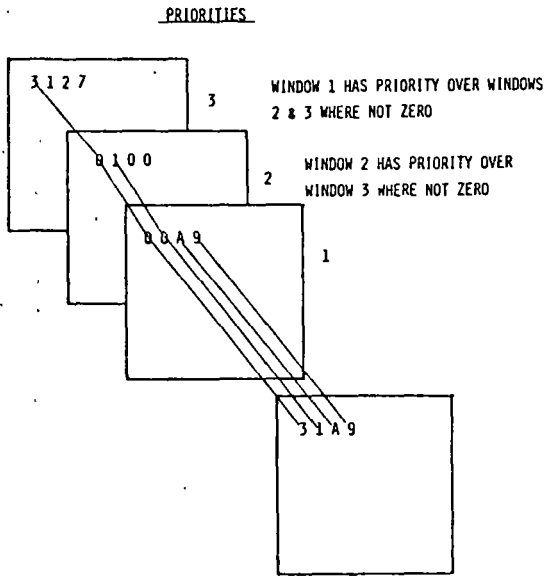 PRIORITIES
3 1 2 7
3
WINDOW 1 HAS PRIORITY OVER WINDOWS
2 & 3 WHERE NOT ZERO
0 1 0 0
2
WINDOW 2 HAS PRIORITY OVER
WINDOW 3 WHERE NOT ZERO
0 0 A 9
1
3 1 A 9